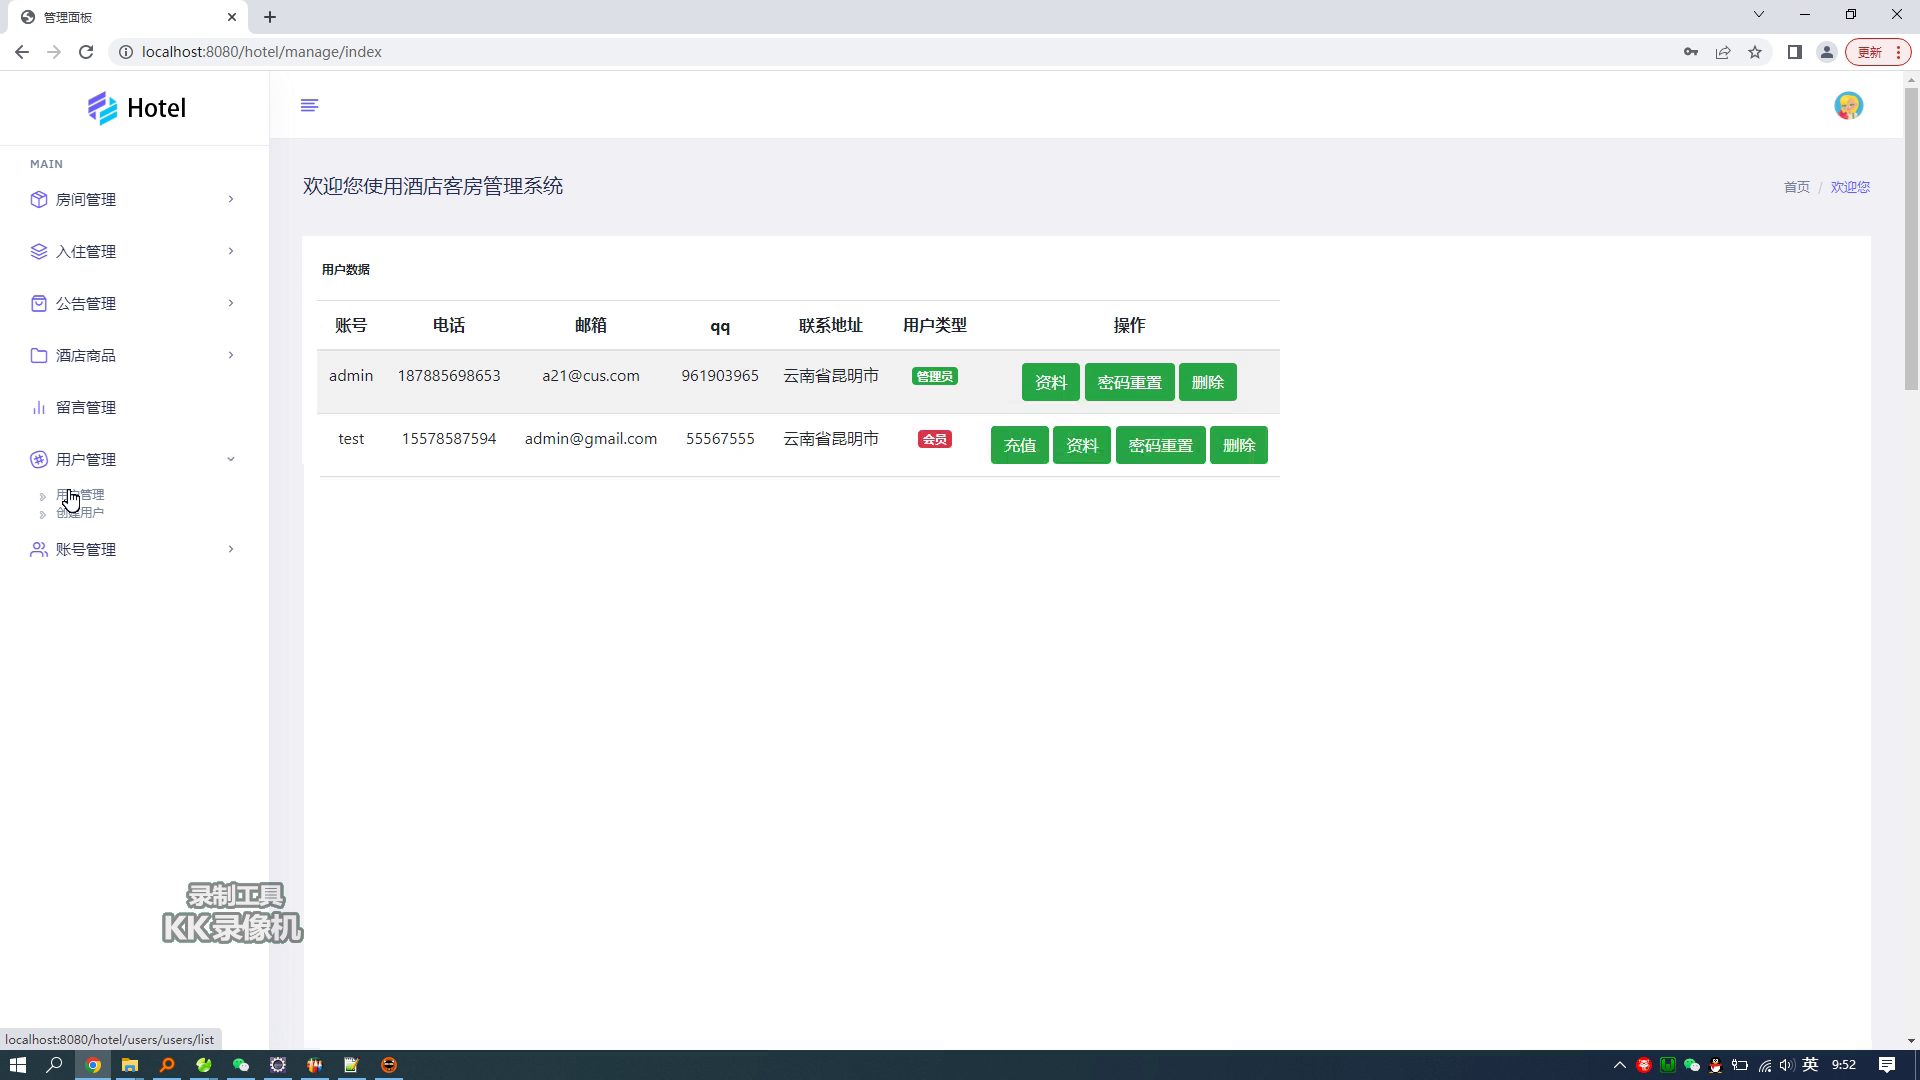 管理面板
localhost:8080/hotel/manage/index
更新
Hotel
MAIN
房间管理
入住管理
公告管理
酒店商品
留言管理
用户管理
用户管理
创建用户
账号管理
欢迎您使用酒店客房管理系统
首页 / 欢迎您
用户数据
账号 电话 邮箱 qq 联系地址 用户类型 操作
admin 187885698653 a21@cus.com 961903965 云南省昆明市 管理员 资料 密码重置 删除
test 15578587594 admin@gmail.com 55567555 云南省昆明市 会员 充值 资料 密码重置 删除
录制工具
KK录像机
localhost:8080/hotel/users/users/list
英 9:52